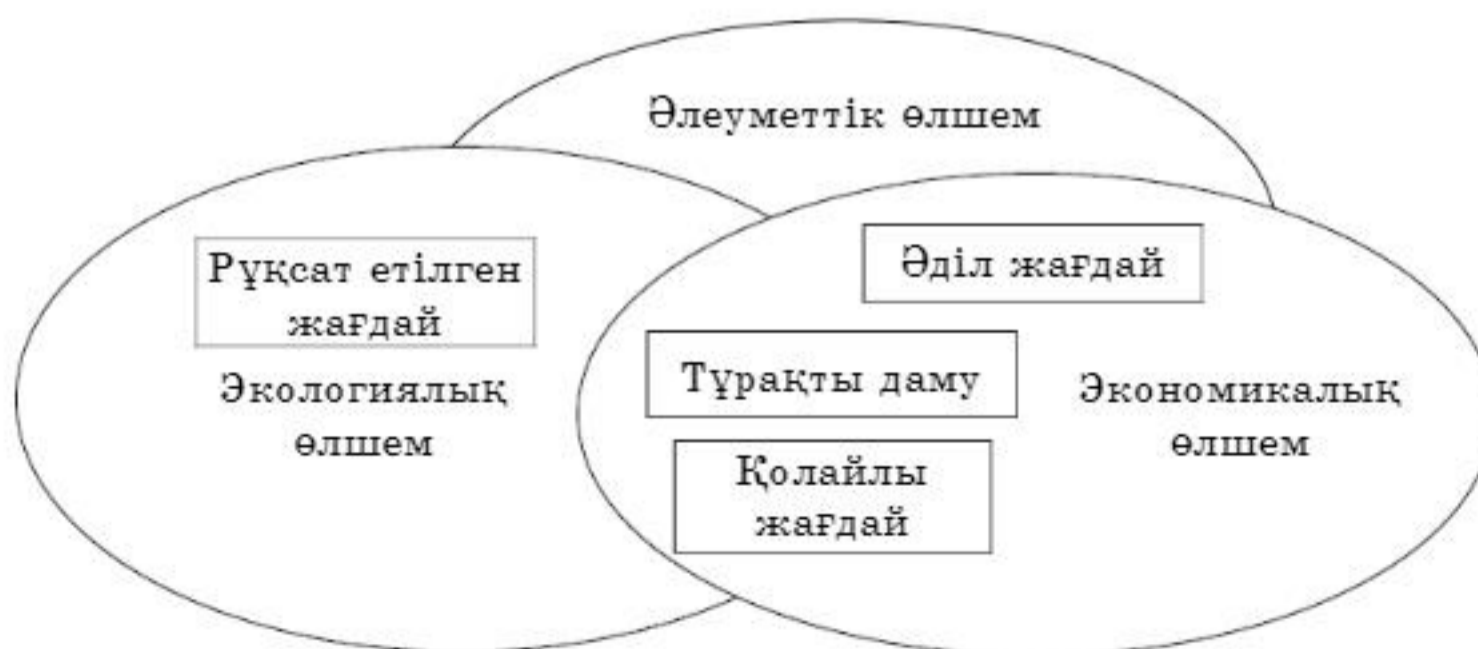 Әлеуметтік өлшем
Рұқсат етілген
жағдай
Экологиялық
өлшем
Әділ жағдай
Тұрақты даму
Қолайлы
жағдай
Экономикалық
өлшем